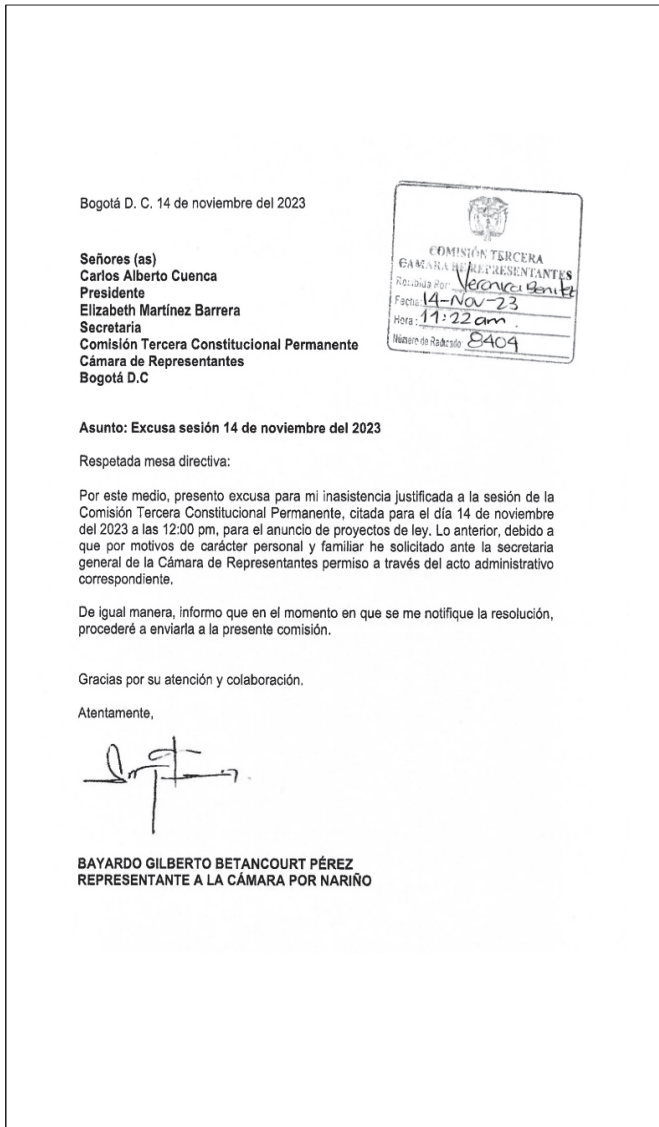 Bogotá D. C. 14 de noviembre del 2023
COMISIÓN TERCERA
CAMARA DE REPRESENTANTES
Recibida Por: Veronica Benitez
Fecha: 14-Nov-23
Hora: 11:22 am.
Número de Radicado 8404
Señores (as)
Carlos Alberto Cuenca
Presidente
Elizabeth Martínez Barrera
Secretaria
Comisión Tercera Constitucional Permanente
Cámara de Representantes
Bogotá D.C
Asunto: Excusa sesión 14 de noviembre del 2023
Respetada mesa directiva:
Por este medio, presento excusa para mi inasistencia justificada a la sesión de la
Comisión Tercera Constitucional Permanente, citada para el día 14 de noviembre
del 2023 a las 12:00 pm, para el anuncio de proyectos de ley. Lo anterior, debido a
que por motivos de carácter personal y familiar he solicitado ante la secretaria
general de la Cámara de Representantes permiso a través del acto administrativo
correspondiente.
De igual manera, informo que en el momento en que se me notifique la resolución,
procederé a enviarla a la presente comisión.
Gracias por su atención y colaboración.
Atentamente,
BAYARDO GILBERTO BETANCOURT PÉREZ
REPRESENTANTE A LA CÁMARA POR NARIÑO